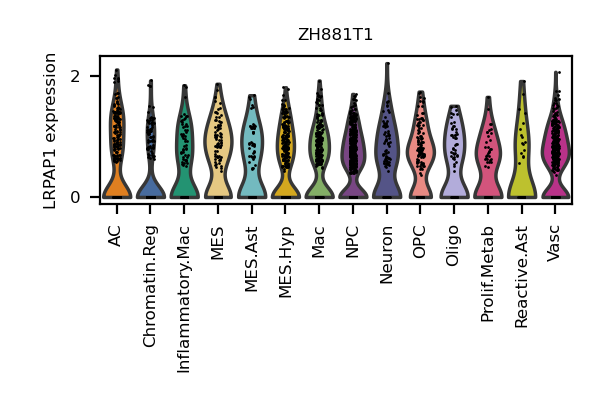 ZH881T1
LRPAP1 expression
2
0
AC
Chromatin.Reg
Inflammatory.Mac
MES
MES.Ast
MES.Hyp
Mac
NPC
Neuron
OPC
Oligo
Prolif.Metab
Reactive.Ast
Vasc